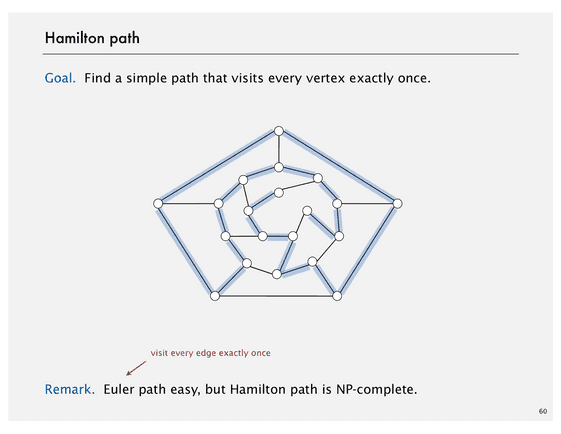 Hamilton path
Goal. Find a simple path that visits every vertex exactly once.
visit every edge exactly once
Remark. Euler path easy, but Hamilton path is NP-complete.
60